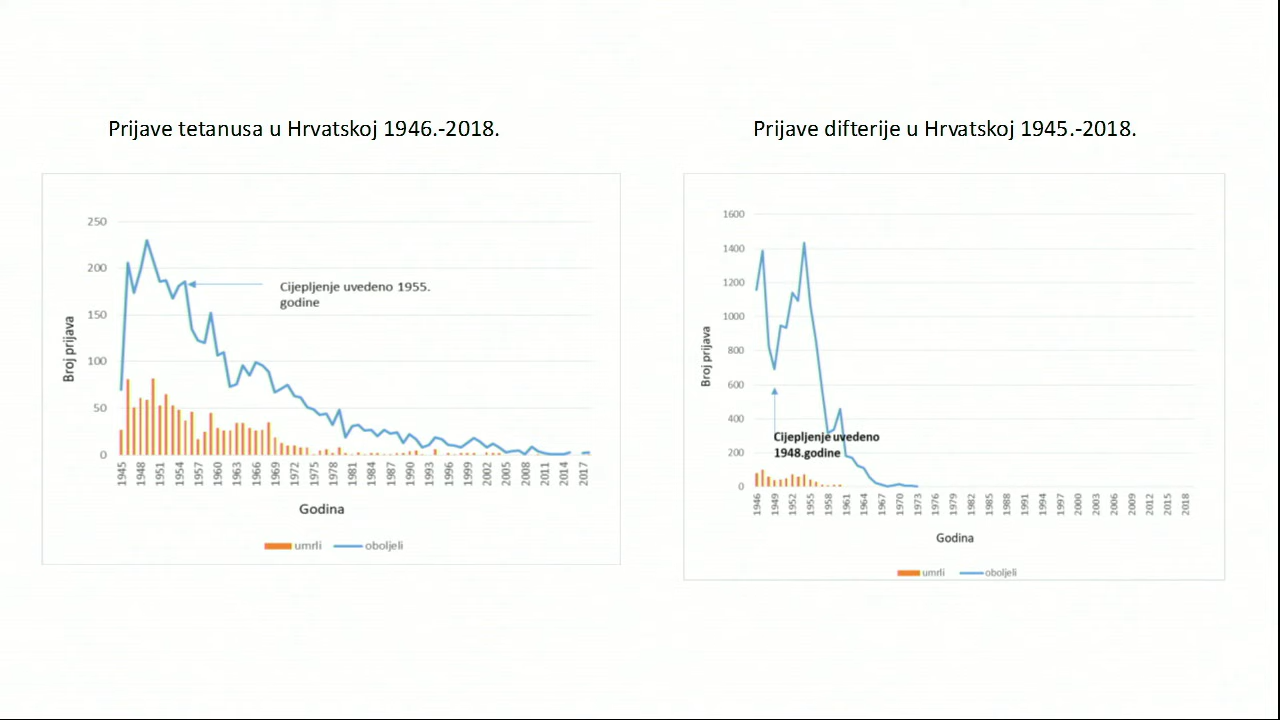 Prijave tetanusa u Hrvatskoj 1946.-2018.
250
200
150
100
50
0
Broj prijava
Cijepljenje uvedeno 1955.
godine
1945 1948 1951 1954 1957 1960 1963 1966 1969 1972 1975 1978 1981 1984 1987 1990 1993 1996 1999 2002 2005 2008 2011 2014 2017
Godina
umrli oboljeli
Prijave difterije u Hrvatskoj 1945.-2018.
1600
1400
1200
1000
800
600
400
200
0
Broj prijava
Cijepljenje uvedeno
1948.godine
1946 1949 1952 1955 1958 1961 1964 1967 1970 1973 1976 1979 1982 1985 1988 1991 1994 1997 2000 2003 2006 2009 2012 2015 2018
Godina
umrli oboljeli